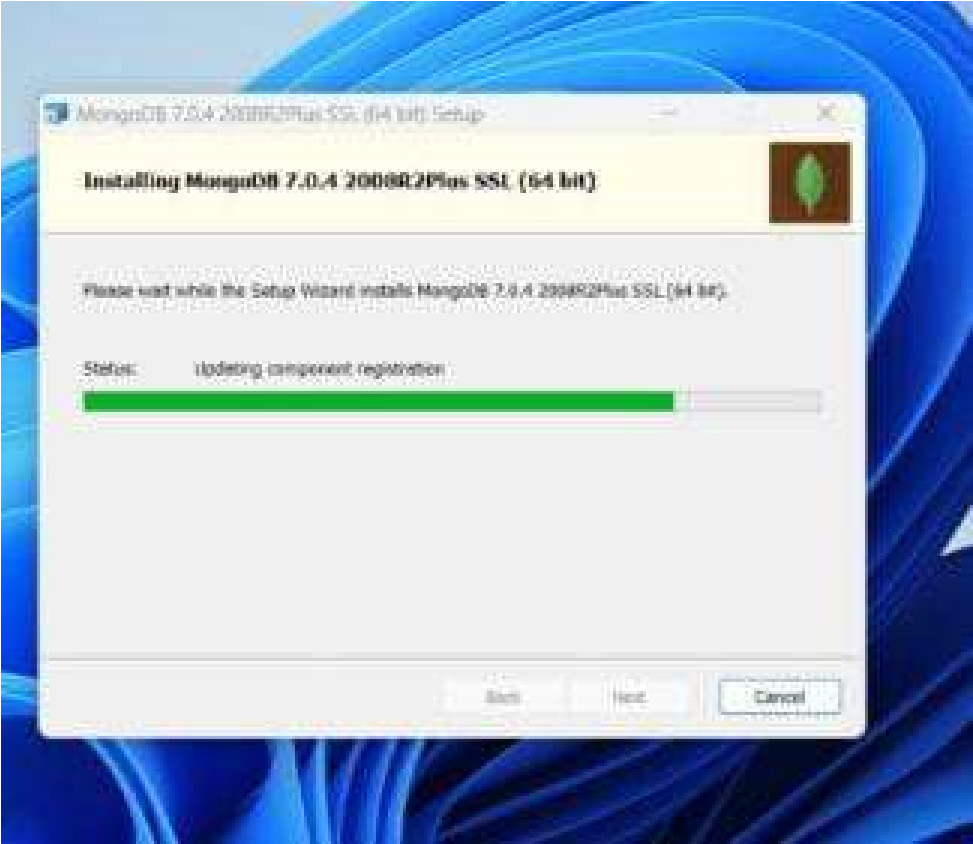 MongoDB 7.0.4 2008R2Plus SSL (64 bit) Setup
Installing MongoDB 7.0.4 2008R2Plus SSL (64 bit)
Please wait while the Setup Wizard installs MongoDB 7.0.4 2008R2Plus SSL (64 bit).
Status: Updating component registration
Back Next Cancel